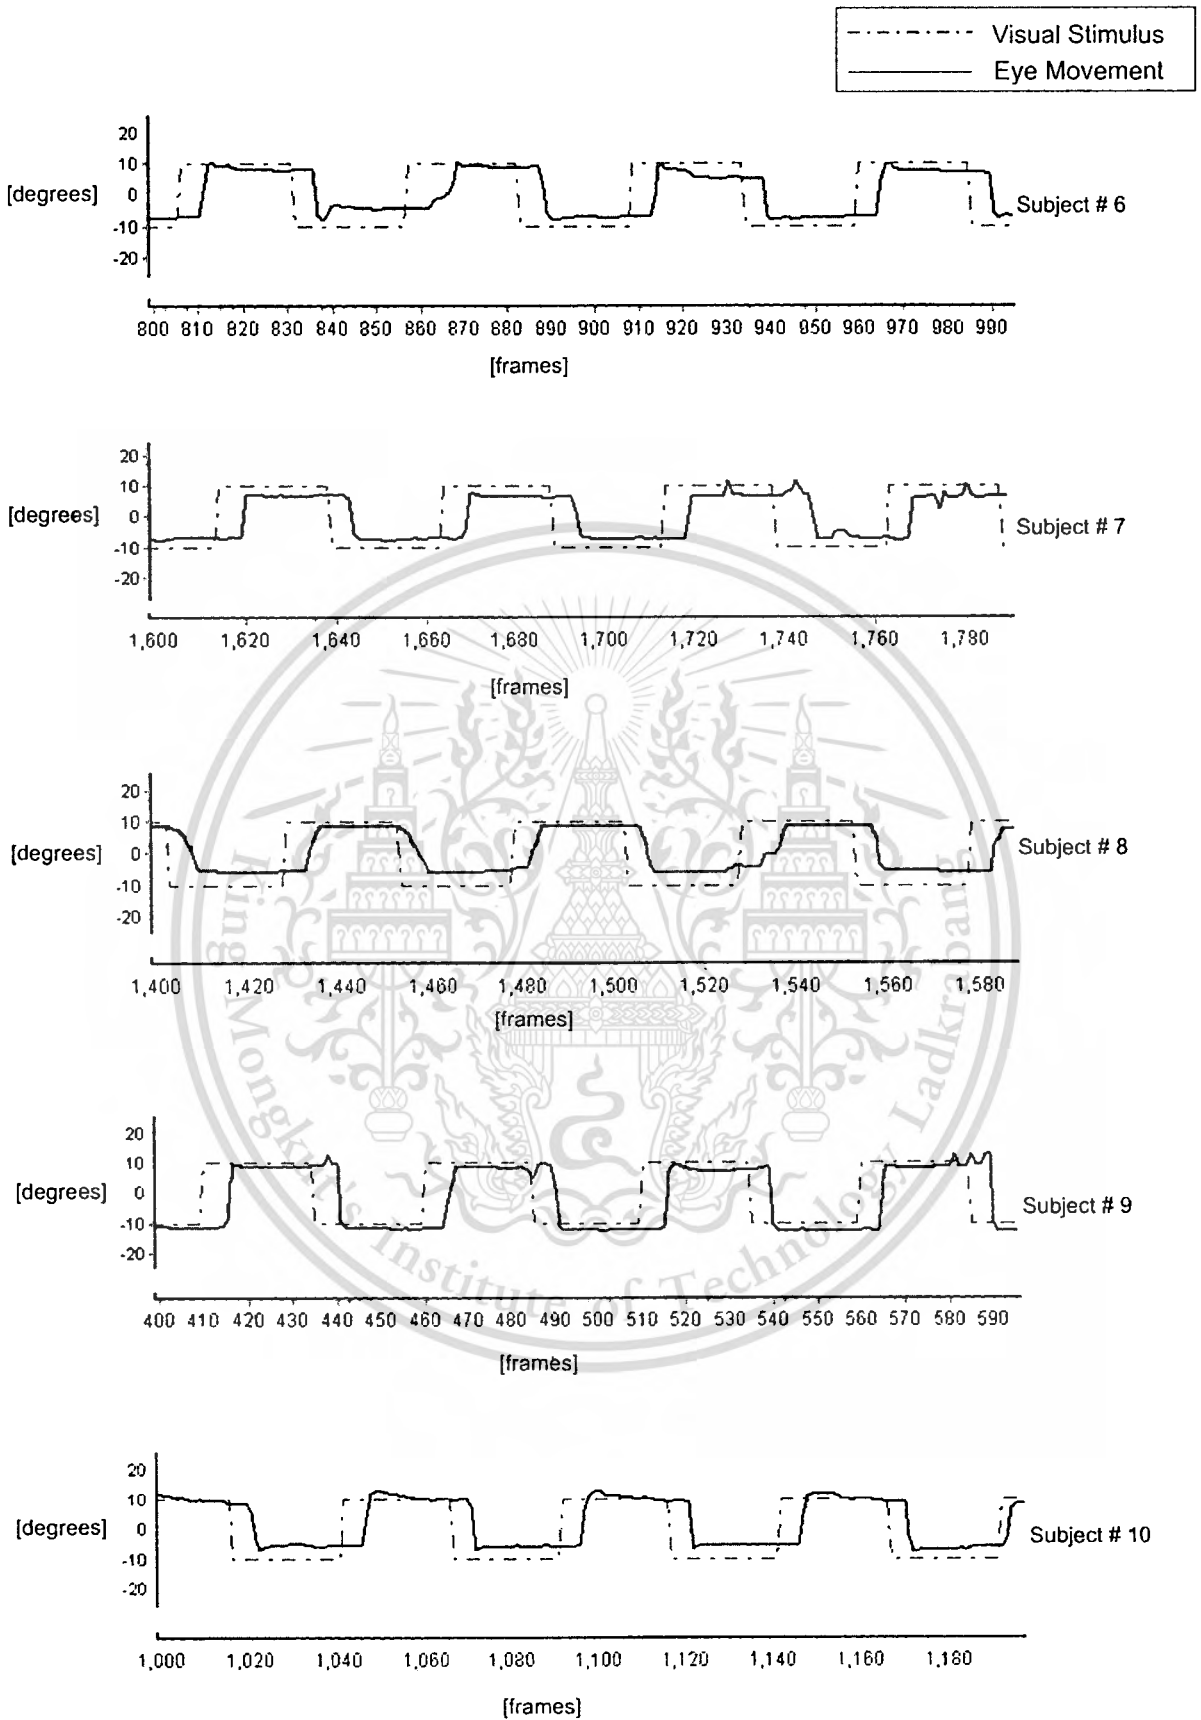 Visual Stimulus
Eye Movement
20
10
0
-10
-20
[degrees]
Subject # 6
800 810 820 830 840 850 860 870 880 890 900 910 920 930 940 950 960 970 980 990
[frames]
20
10
0
-10
-20
[degrees]
Subject # 7
1,600 1,620 1,640 1,660 1,680 1,700 1,720 1,740 1,760 1,780
[frames]
20
10
0
-10
-20
[degrees]
Subject # 8
1,400 1,420 1,440 1,460 1,480 1,500 1,520 1,540 1,560 1,580
[frames]
20
10
0
-10
-20
[degrees]
Subject # 9
400 410 420 430 440 450 460 470 480 490 500 510 520 530 540 550 560 570 580 590
[frames]
20
10
0
-10
-20
[degrees]
Subject # 10
1,000 1,020 1,040 1,060 1,080 1,100 1,120 1,140 1,160 1,180
[frames]
King Mongkut's Institute of Technology Ladkrabang